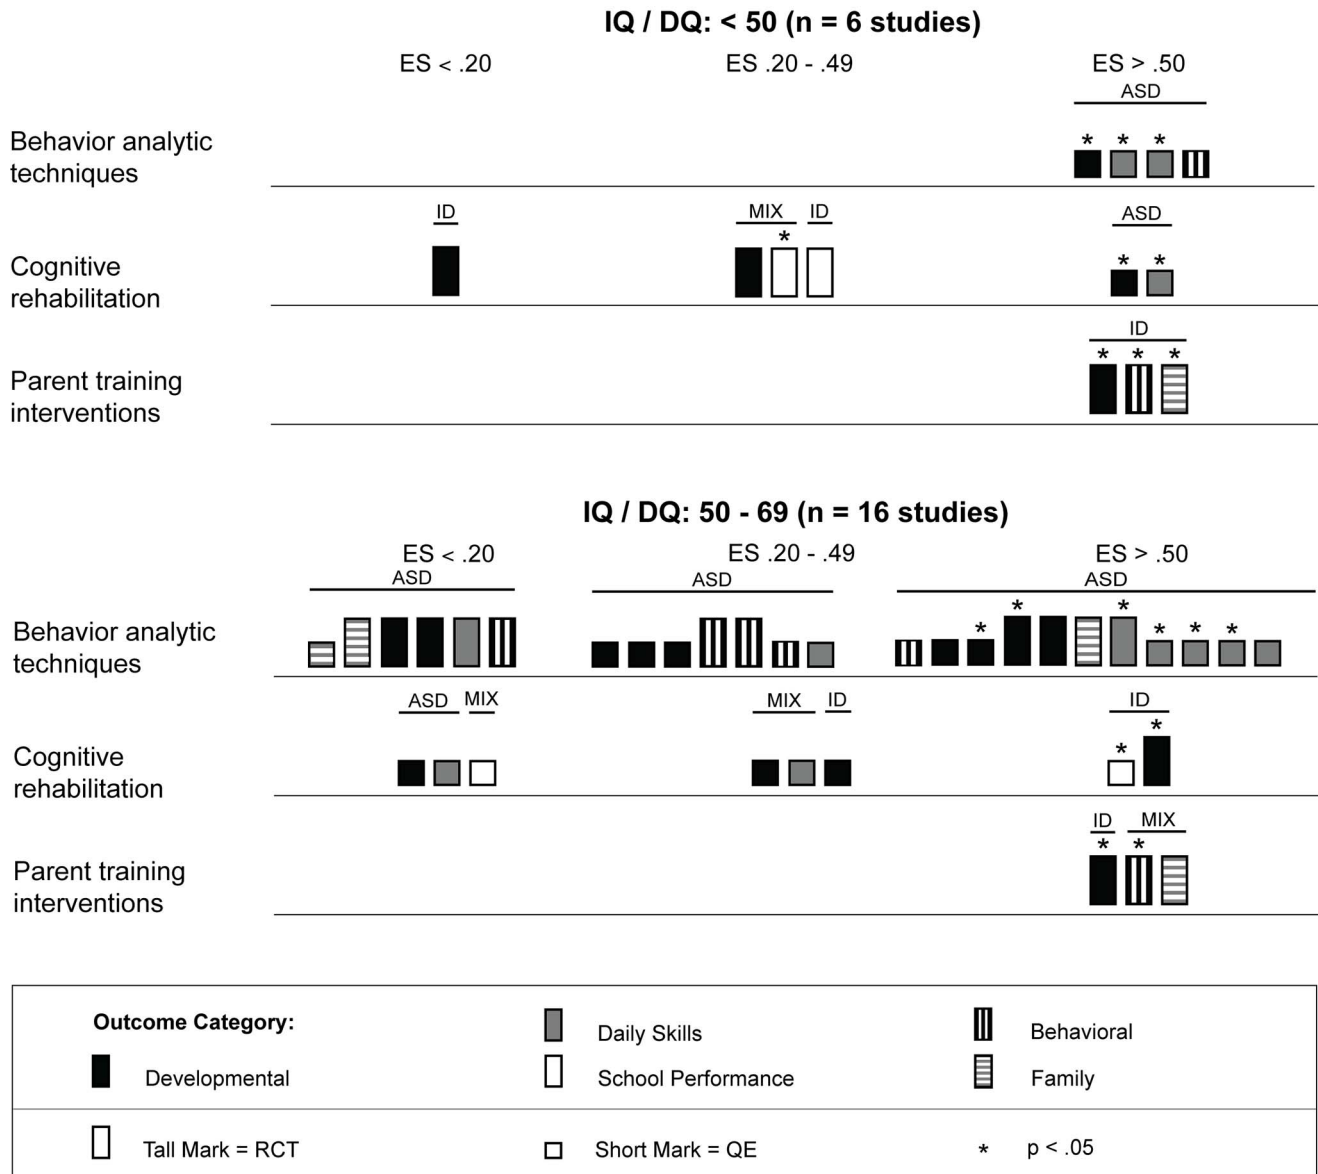 IQ / DQ: < 50 (n = 6 studies)
ES < .20 ES .20 - .49 ES > .50
ASD
Behavior analytic
techniques
* * *
ID MIX ID ASD
*
Cognitive
rehabilitation
* *
ID
* * *
Parent training
interventions
IQ / DQ: 50 - 69 (n = 16 studies)
ES < .20 ES .20 - .49 ES > .50
ASD ASD ASD
Behavior analytic
techniques
* * * * * *
ASD MIX MIX ID ID
Cognitive
rehabilitation
* *
ID MIX
* *
Parent training
interventions
Outcome Category: Daily Skills Behavioral
Developmental School Performance Family
Tall Mark = RCT Short Mark = QE * p < .05